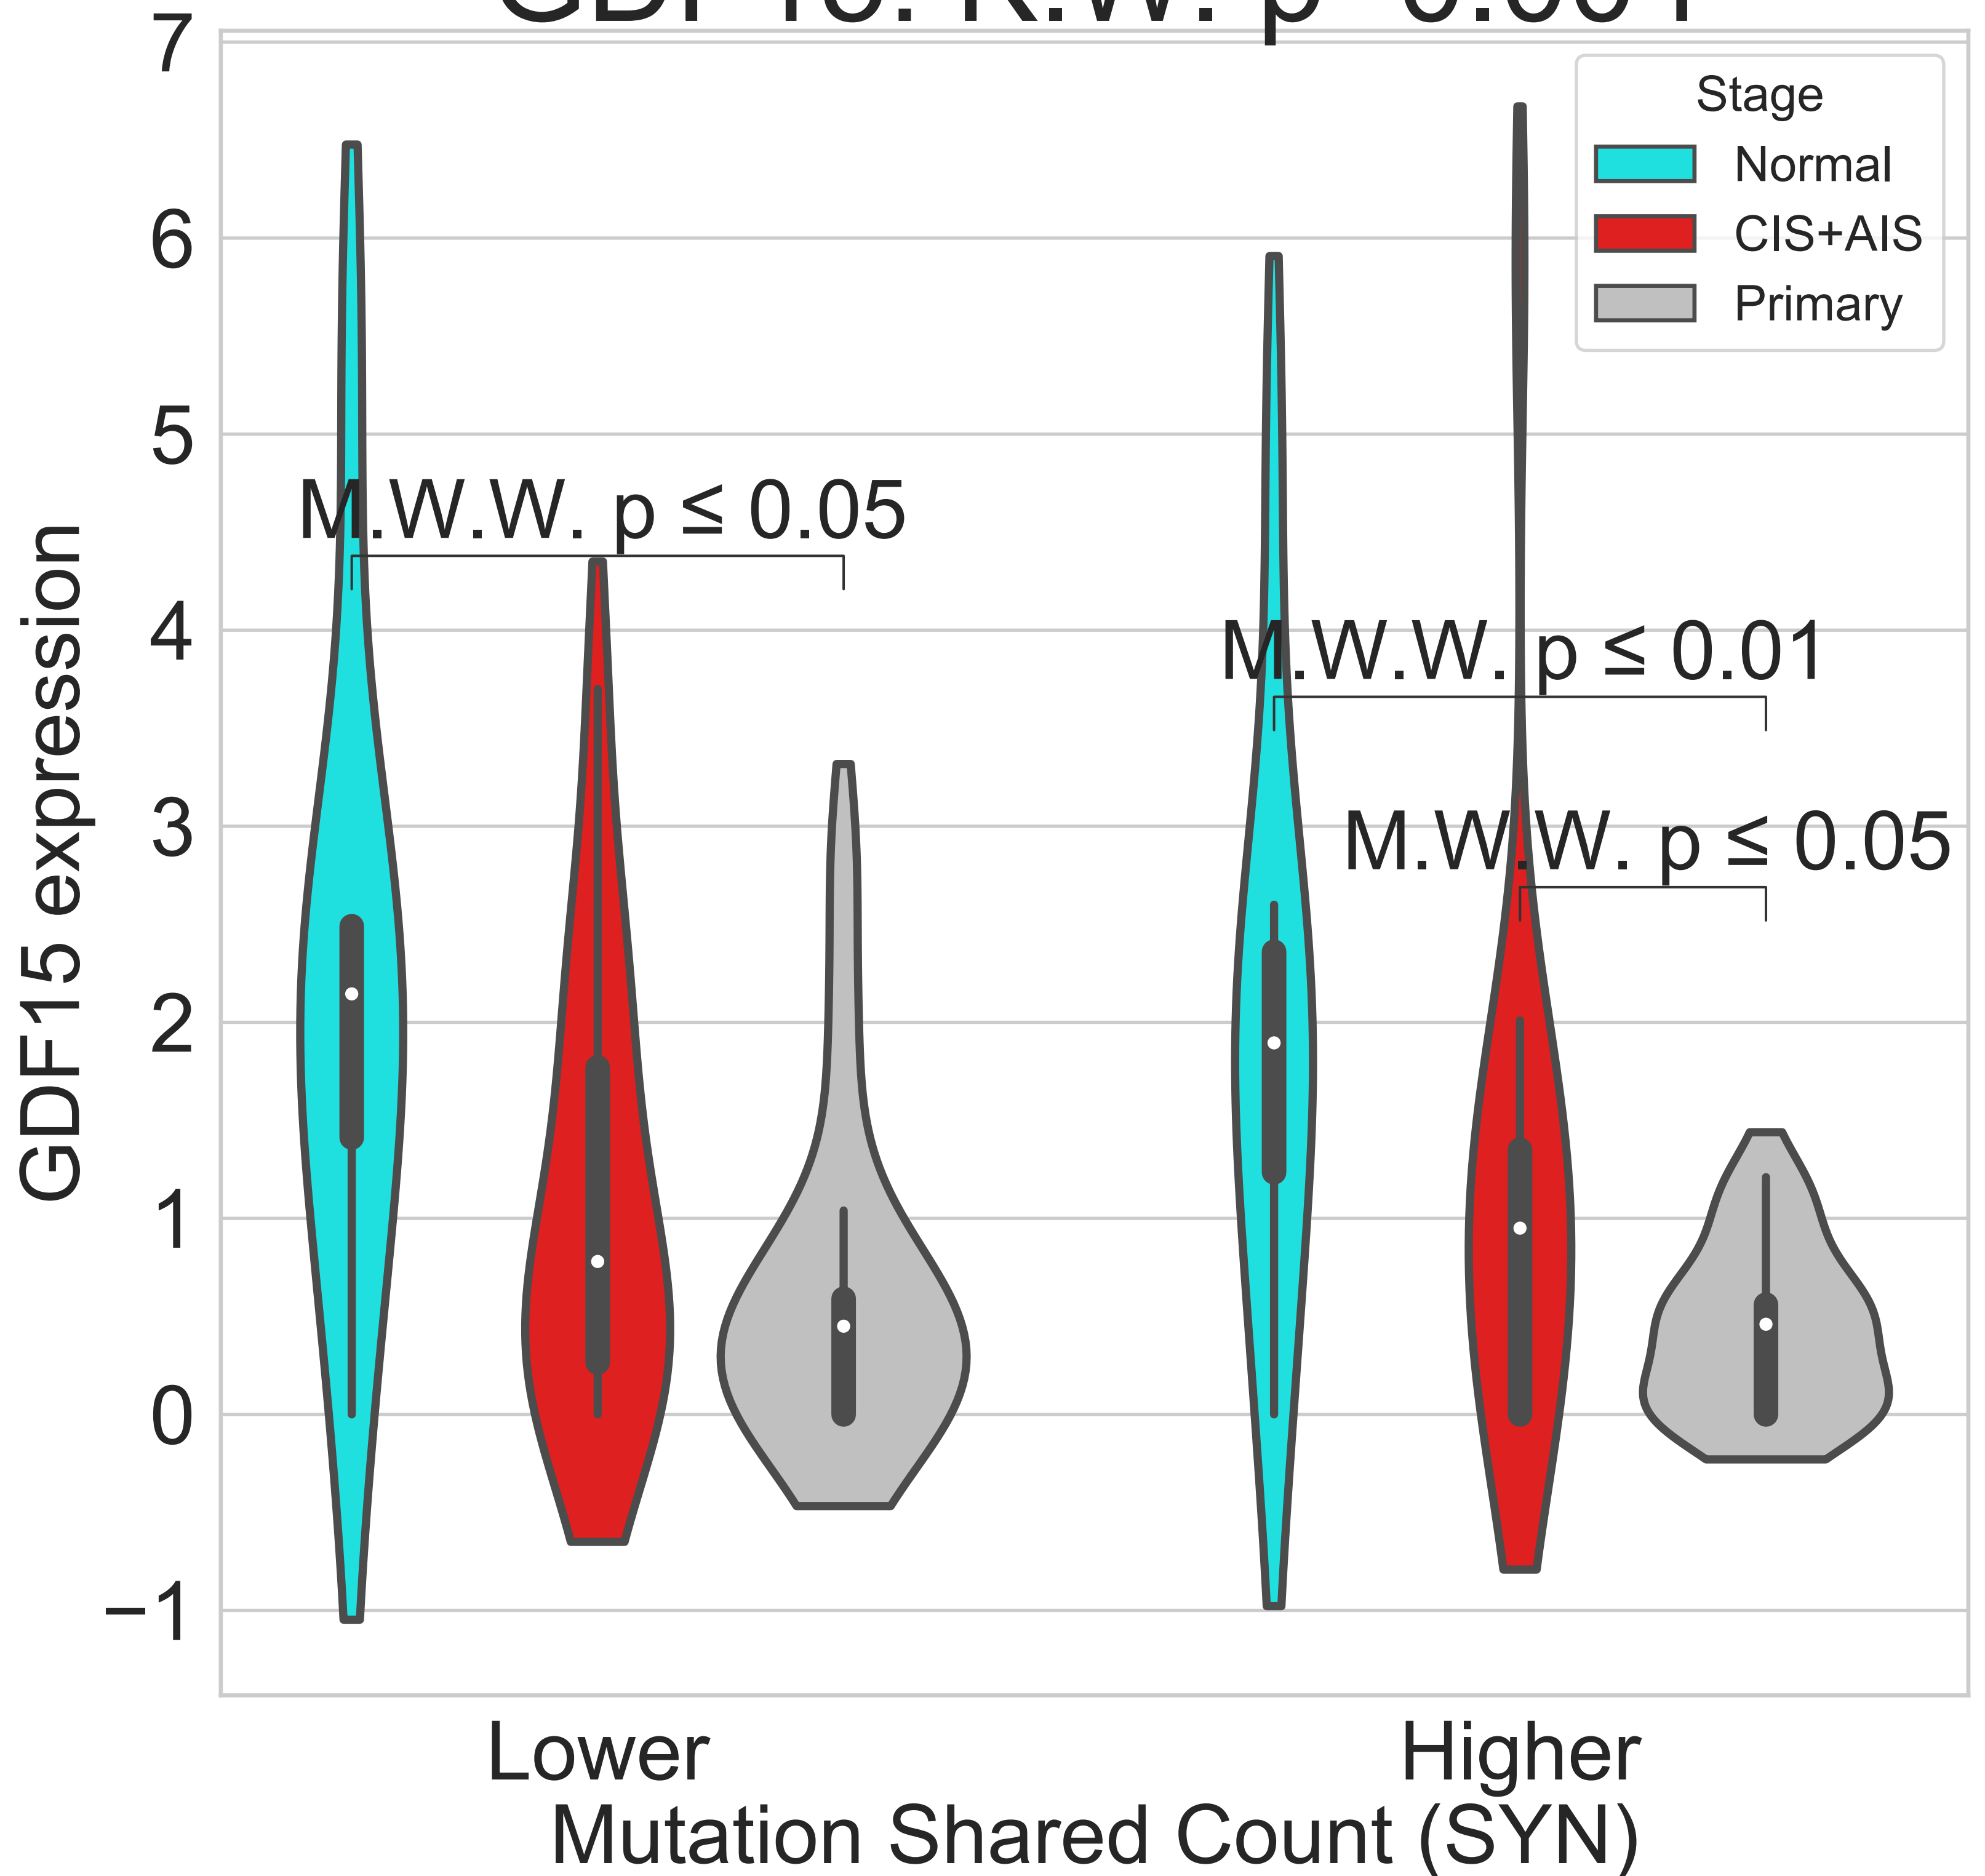 K.W. p
7
6
5
4
3
2
1
0
−1
GDF15 expression
Stage
Normal
CIS+AIS
Primary
M.W.W. p ≤ 0.05
M.W.W. p ≤ 0.01
M.W.W. p ≤ 0.05
Lower
Higher
Mutation Shared Count (SYN)